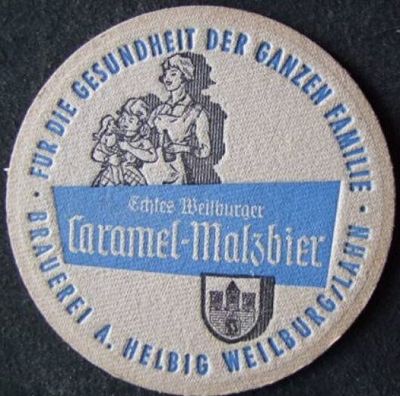 · FÜR DIE GESUNDHEIT DER GANZEN FAMILIE ·
Echtes Weilburger
Caramel-Malzbier
BRAUEREI A. HELBIG WEILBURG/LAHN